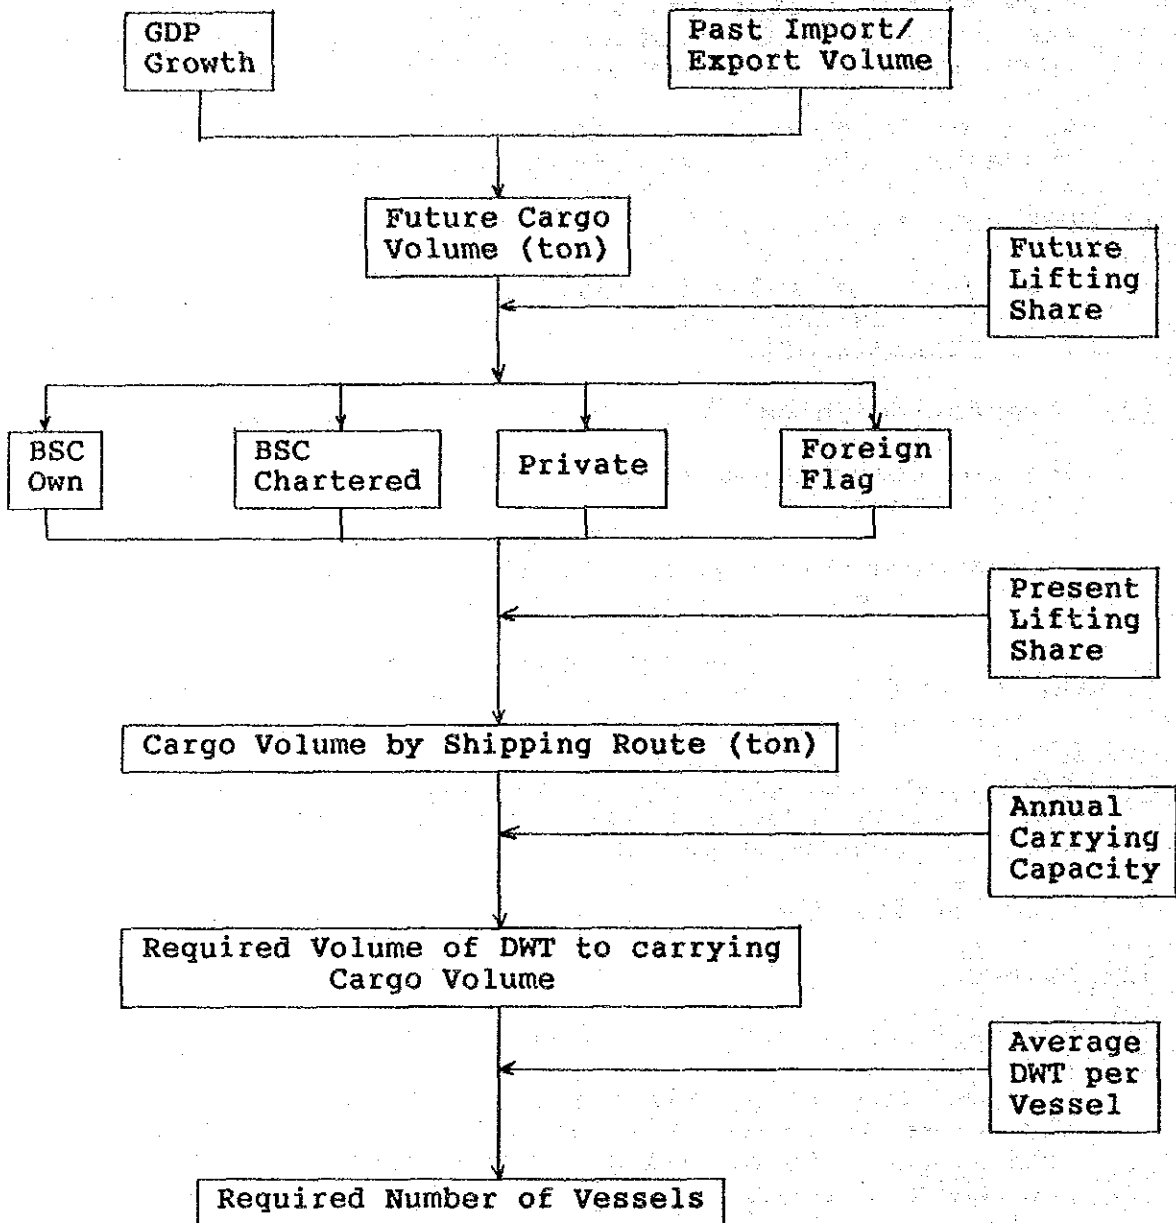 GDP
Growth
Past Import/
Export Volume
Future Cargo
Volume (ton)
Future
Lifting
Share
BSC
Own
BSC
Chartered
Private
Foreign
Flag
Present
Lifting
Share
Cargo Volume by Shipping Route (ton)
Annual
Carrying
Capacity
Required Volume of DWT to carrying
Cargo Volume
Average
DWT per
Vessel
Required Number of Vessels